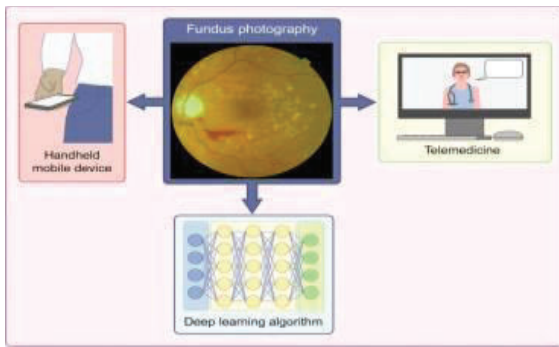 Fundus photography
Handheld
mobile device
Telemedicine
Deep learning algorithm